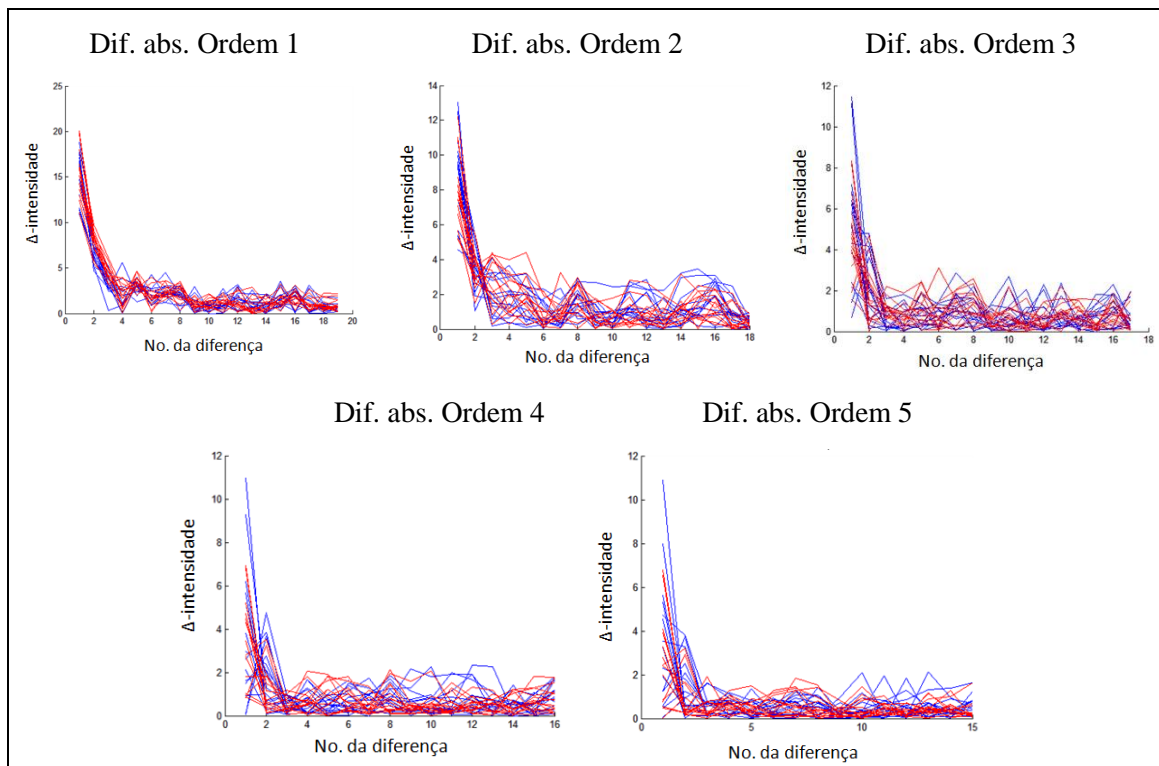 Dif. abs. Ordem 1 Dif. abs. Ordem 2 Dif. abs. Ordem 3
25
20
15
10
5
0
Δ-intensidade
0 2 4 6 8 10 12 14 16 18 20
No. da diferença
14
12
10
8
6
4
2
0
Δ-intensidade
0 2 4 6 8 10 12 14 16 18
No. da diferença
12
10
8
6
4
2
0
Δ-intensidade
0 2 4 6 8 10 12 14 16 18
No. da diferença
Dif. abs. Ordem 4 Dif. abs. Ordem 5
12
10
8
6
4
2
0
Δ-intensidade
0 2 4 6 8 10 12 14 16
No. da diferença
12
10
8
6
4
2
0
Δ-intensidade
0 5 10 15
No. da diferença